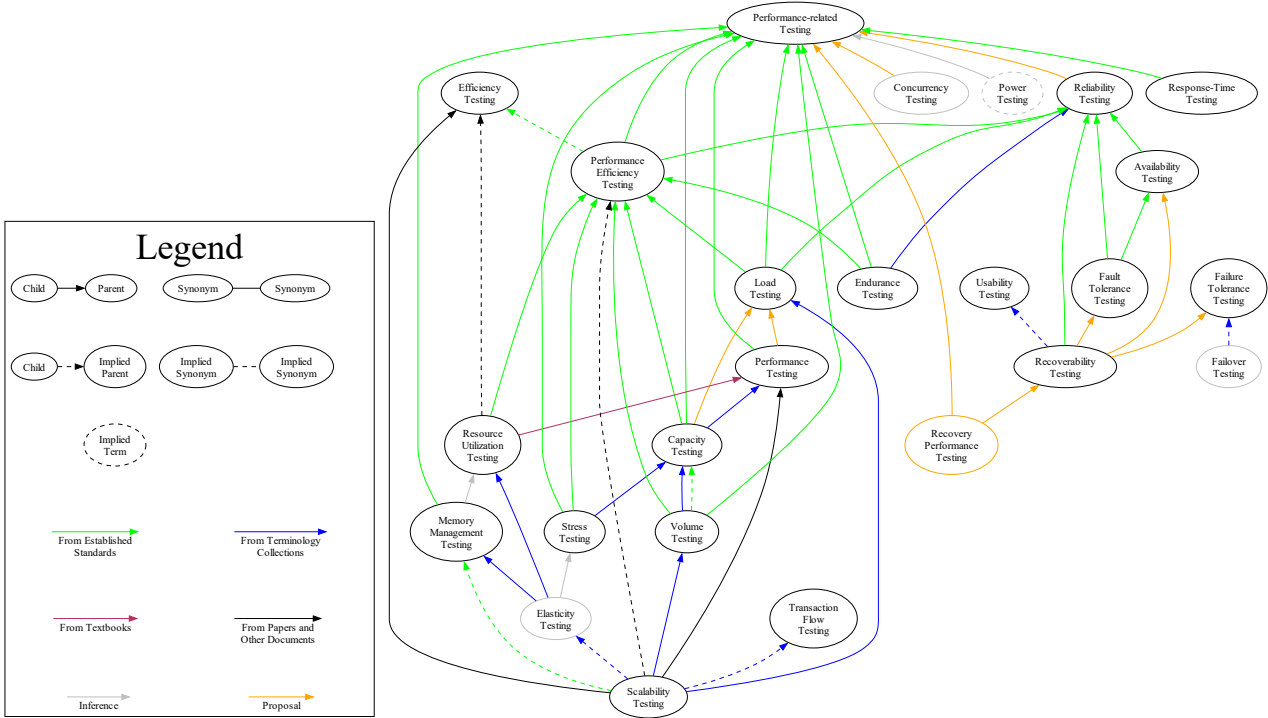 Performance-related
Testing
Efficiency
Testing
Concurrency
Testing
Power
Testing
Reliability
Testing
Response-Time
Testing
Performance
Efficiency
Testing
Availability
Testing
Legend
Child
Parent
Synonym
Synonym
Load
Testing
Endurance
Testing
Usability
Testing
Fault
Tolerance
Testing
Failure
Tolerance
Testing
Child
Implied
Parent
Implied
Synonym
Implied
Synonym
Performance
Testing
Recoverability
Testing
Failover
Testing
Implied
Term
Resource
Utilization
Testing
Capacity
Testing
Recovery
Performance
Testing
From Established
Standards
From Terminology
Collections
Memory
Management
Testing
Stress
Testing
Volume
Testing
From Textbooks
From Papers and
Other Documents
Elasticity
Testing
Transaction
Flow
Testing
Inference
Proposal
Scalability
Testing